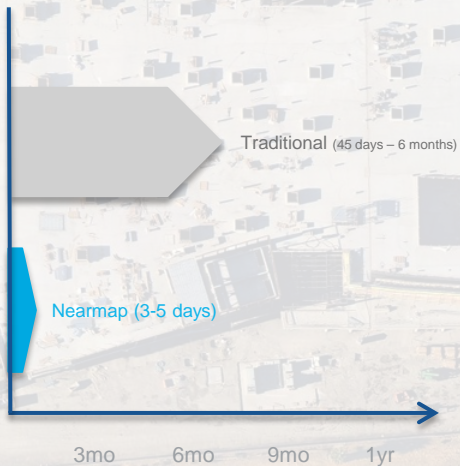 Traditional (45 days – 6 months)
Nearmap (3-5 days)
3mo 6mo 9mo 1yr